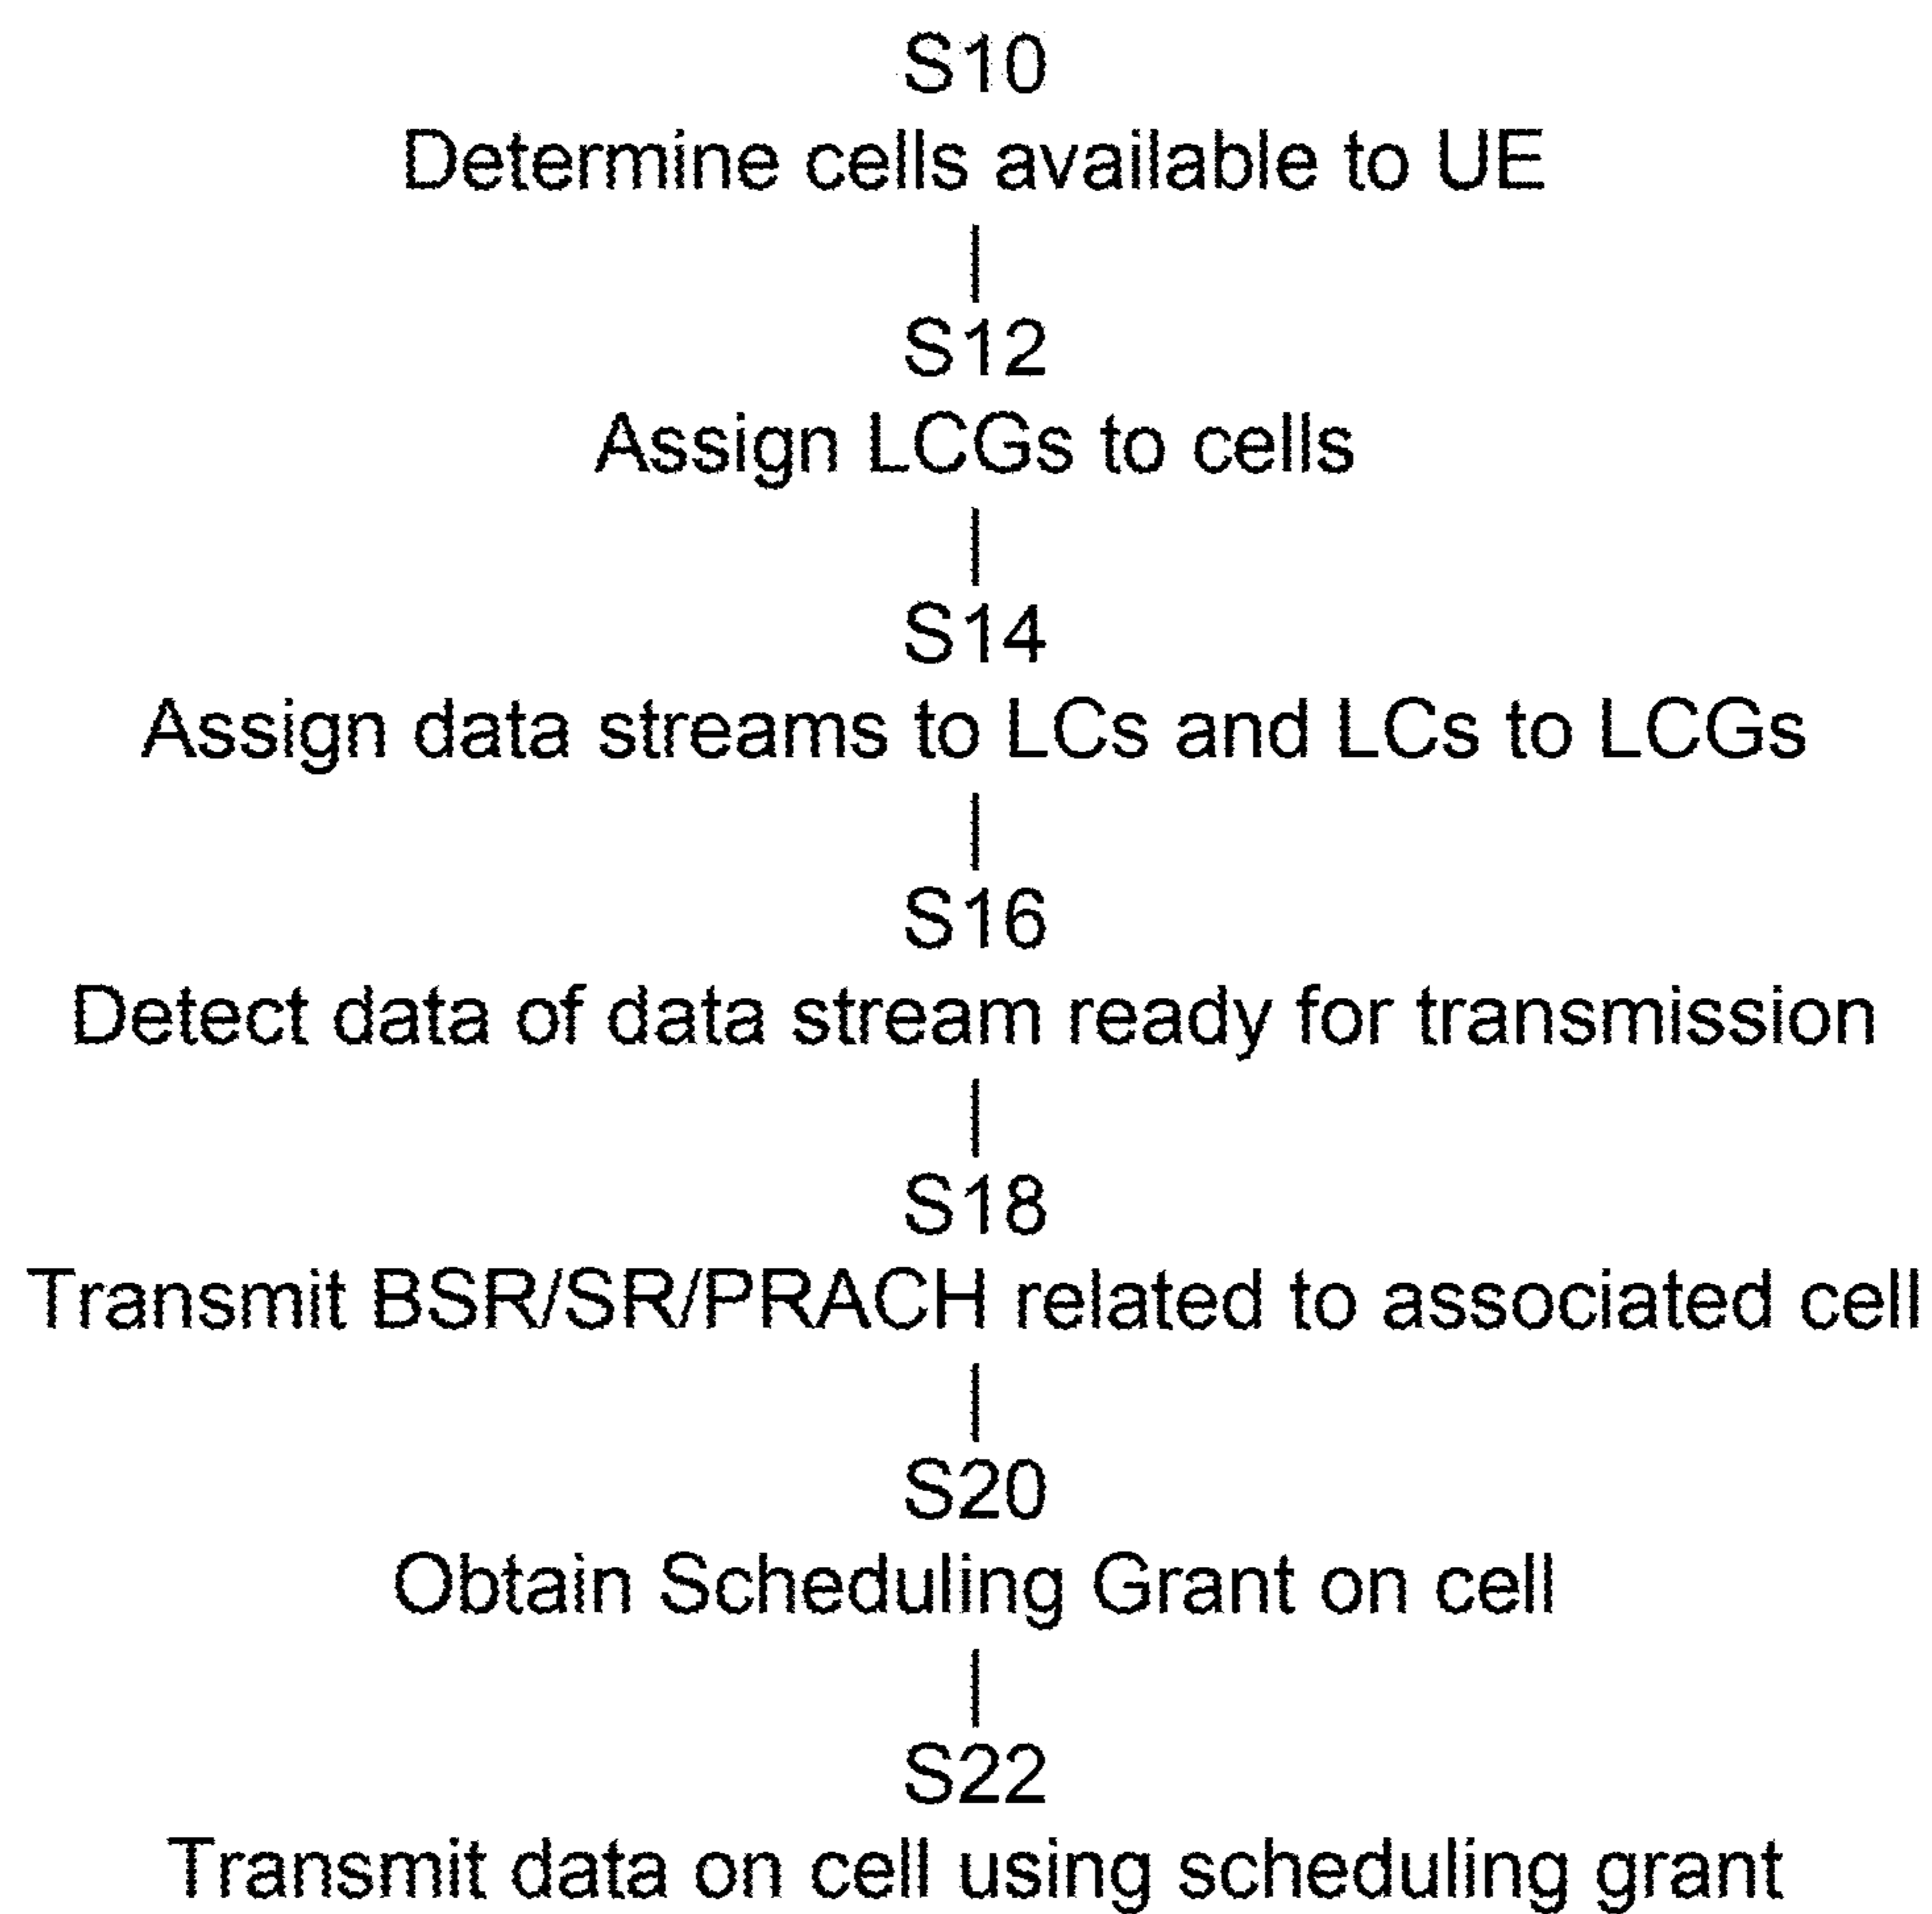 S10
Determine cells available to UE
S12
Assign LCGs to cells
S14
Assign data streams to LCs and LCs to LCGs
S16
Detect data of data stream ready for transmission
S18
Transmit BSR/SR/PRACH related to associated cell
S20
Obtain Scheduling Grant on cell
S22
Transmit data on cell using scheduling grant